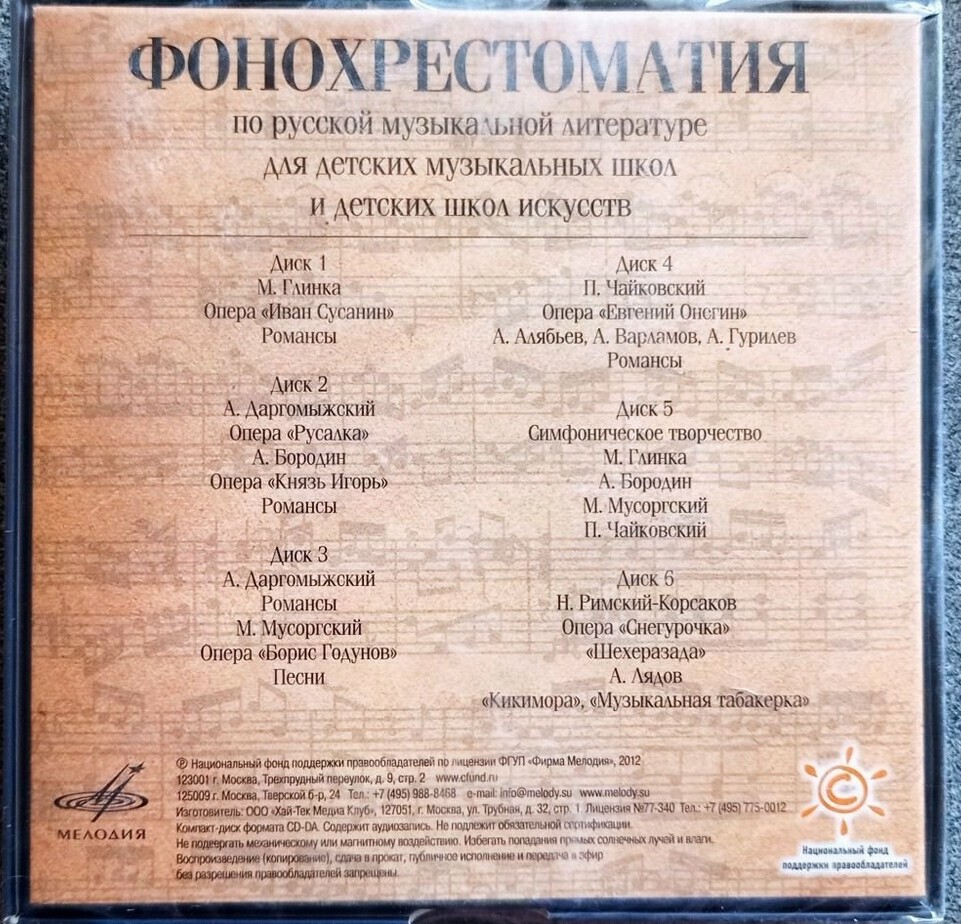 ФОНОХРЕСТОМАТИЯ
по русской музыкальной литературе
для детских музыкальных школ
и детских школ искусств
Диск 1
М. Глинка
Опера «Иван Сусанин»
Романсы
Диск 2
А. Даргомыжский
Опера «Русалка»
А. Бородин
Опера «Князь Игорь»
Романсы
Диск 3
А. Даргомыжский
Романсы
М. Мусоргский
Опера «Борис Годунов»
Песни
Диск 4
П. Чайковский
Опера «Евгений Онегин»
А. Алябьев, А. Варламов, А. Гурилев
Романсы
Диск 5
Симфоническое творчество
М. Глинка
А. Бородин
М. Мусоргский
П. Чайковский
Диск 6
Н. Римский-Корсаков
Опера «Снегурочка»
«Шехеразада»
А. Лядов
«Кикимора», «Музыкальная табакерка»
МЕЛОДИЯ
℗ Национальный фонд поддержки правообладателей по лицензии ФГУП «Фирма Мелодия», 2012
123001 г. Москва, Трехпрудный переулок, д. 9, стр. 2 www.cfund.ru
125009 г. Москва, Тверской б-р, 24 Тел.: +7 (495) 988-8468 e-mail: info@melody.su www.melody.su
Изготовитель: ООО «Хай-Тек Медиа Клуб», 127051, г. Москва, ул. Трубная, д. 32, стр. 1. Лицензия №77-340 Тел.: +7 (495) 775-0012
Компакт-диск формата CD-DA. Содержит аудиозапись. Не подлежит обязательной сертификации.
Не подвергать механическому или магнитному воздействию. Избегать попадания прямых солнечных лучей и влаги.
Воспроизведение (копирование), сдача в прокат, публичное исполнение и передача в эфир
без разрешения правообладателей запрещены.
С
Национальный фонд
поддержки правообладателей